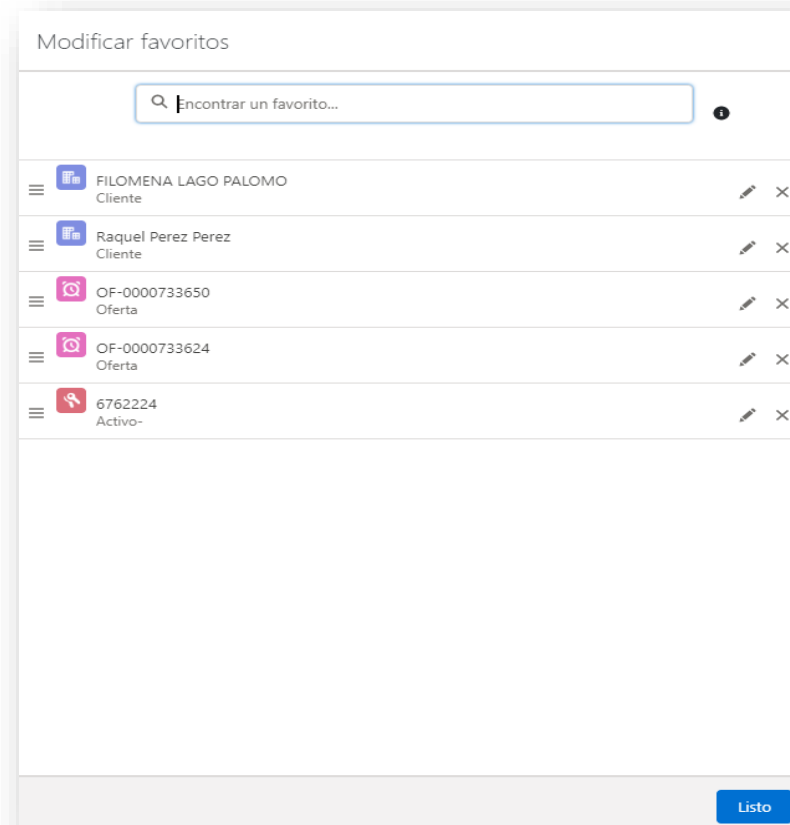 Modificar favoritos
Encontrar un favorito...
FILOMENA LAGO PALOMO
Cliente
Raquel Perez Perez
Cliente
OF-0000733650
Oferta
OF-0000733624
Oferta
6762224
Activo-
Listo